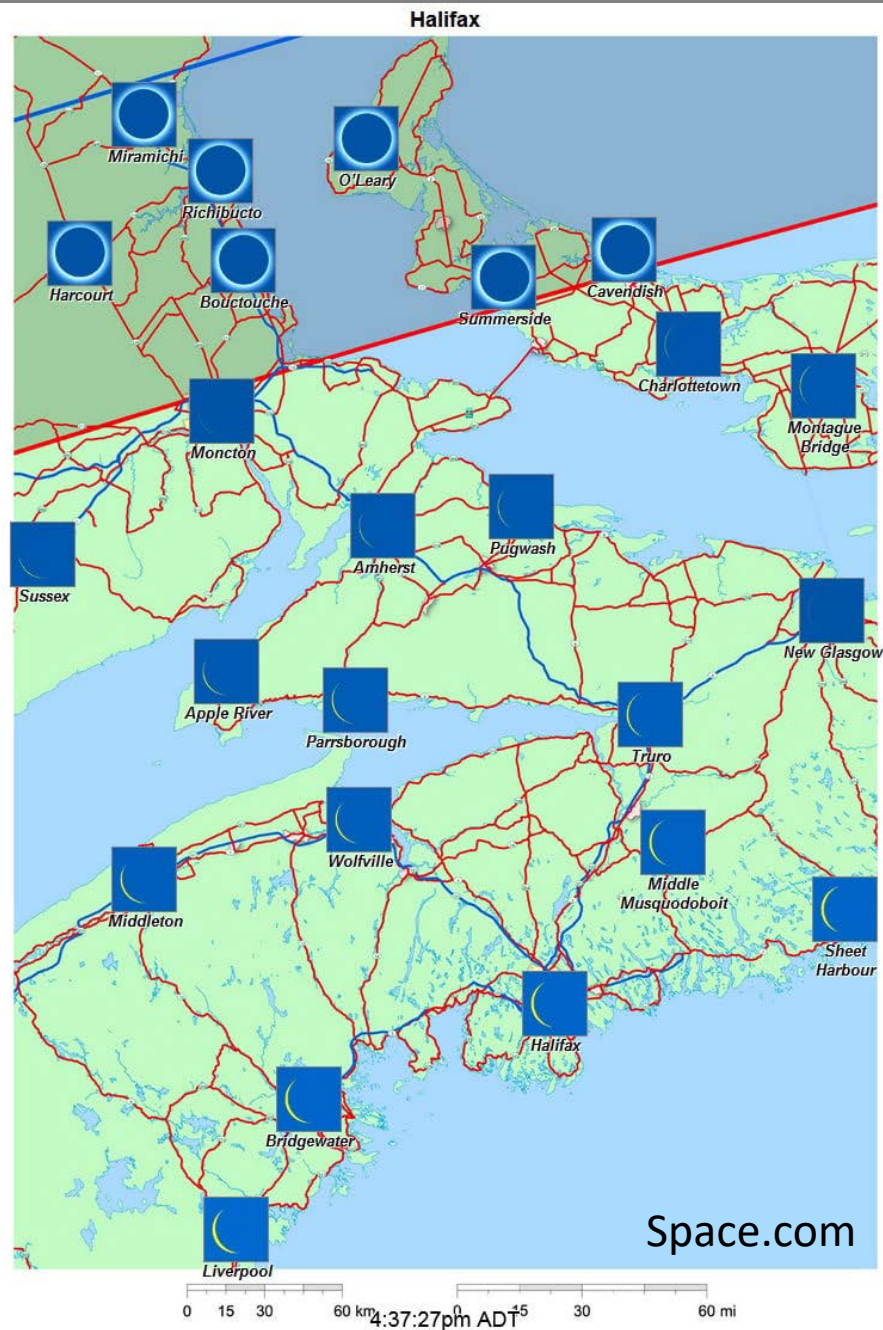 Halifax
Miramichi
O'Leary
Richibucto
Harcourt
Bouctouche
Cavendish
Summerside
Charlottetown
Montague
Bridge
Moncton
Pugwash
Amherst
Sussex
New Glasgow
Apple River
Parrsborough
Truro
Wolfville
Middle
Musquodoboit
Middleton
Sheet
Harbour
Halifax
Bridgewater
Space.com
Liverpool
0 15 30 60 km
0 15 30 60 mi
4:37:27pm ADT